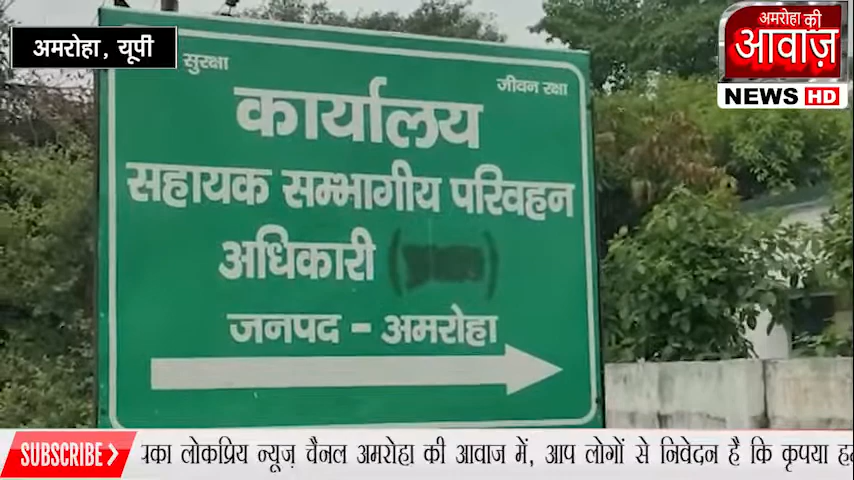 अमरोहा, यूपी
अमरोहा की
आवाज़
NEWS HD
सुरक्षा
जीवन रक्षा
कार्यालय
सहायक सम्भागीय परिवहन
अधिकारी
जनपद - अमरोहा
SUBSCRIBE
पका लोकप्रिय न्यूज़ चैनल अमरोहा की आवाज में, आप लोगों से निवेदन है कि कृपया